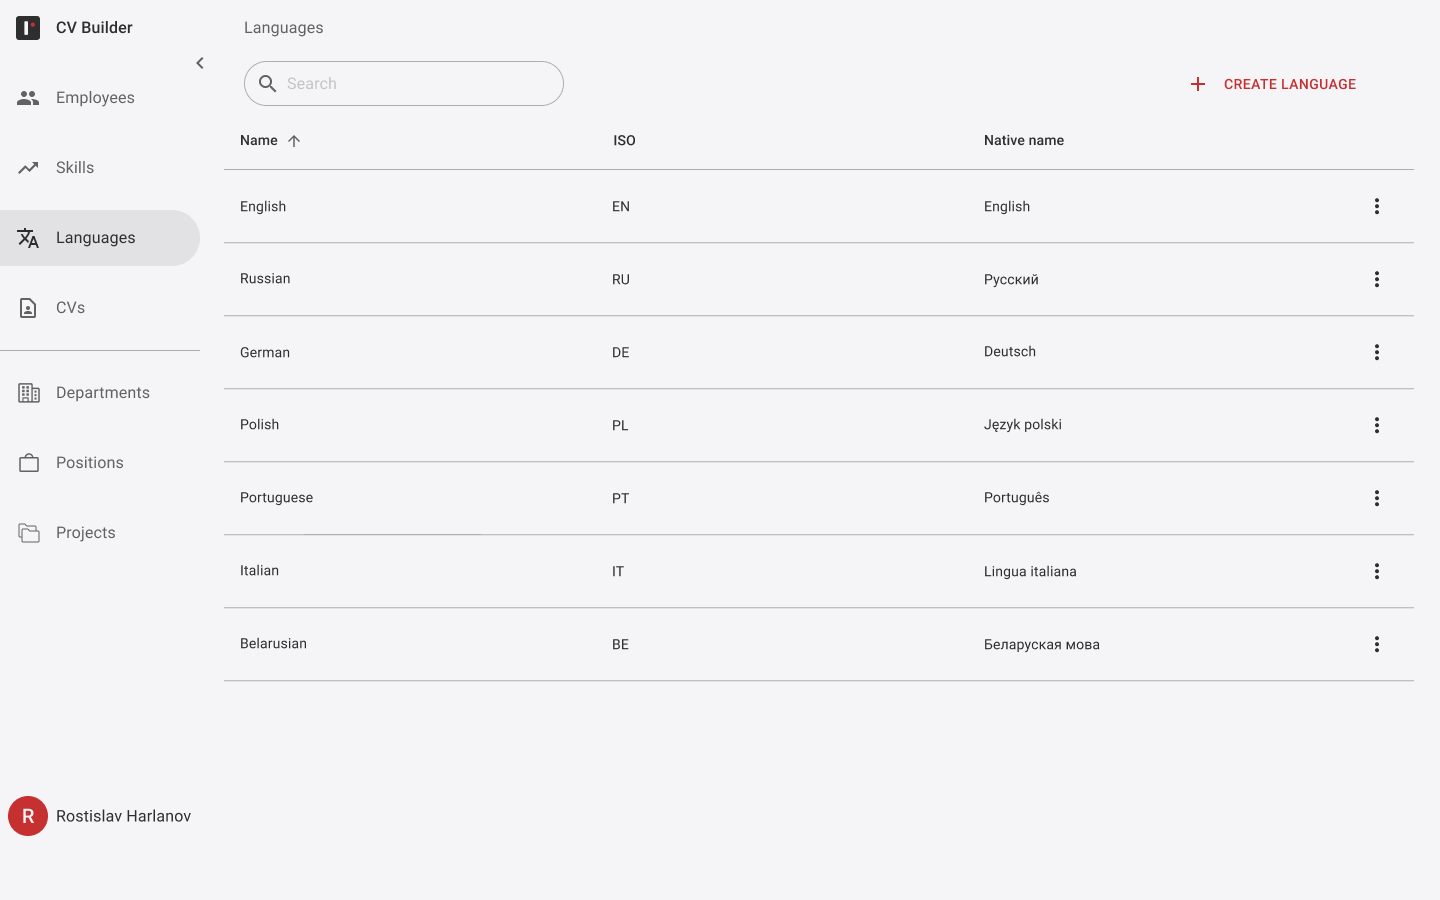 CV Builder
Languages
Search
CREATE LANGUAGE
Employees
Skills
Languages
CVs
Departments
Positions
Projects
Name ISO Native name
English EN English
Russian RU Русский
German DE Deutsch
Polish PL Język polski
Portuguese PT Português
Italian IT Lingua italiana
Belarusian BE Беларуская мова
R Rostislav Harlanov